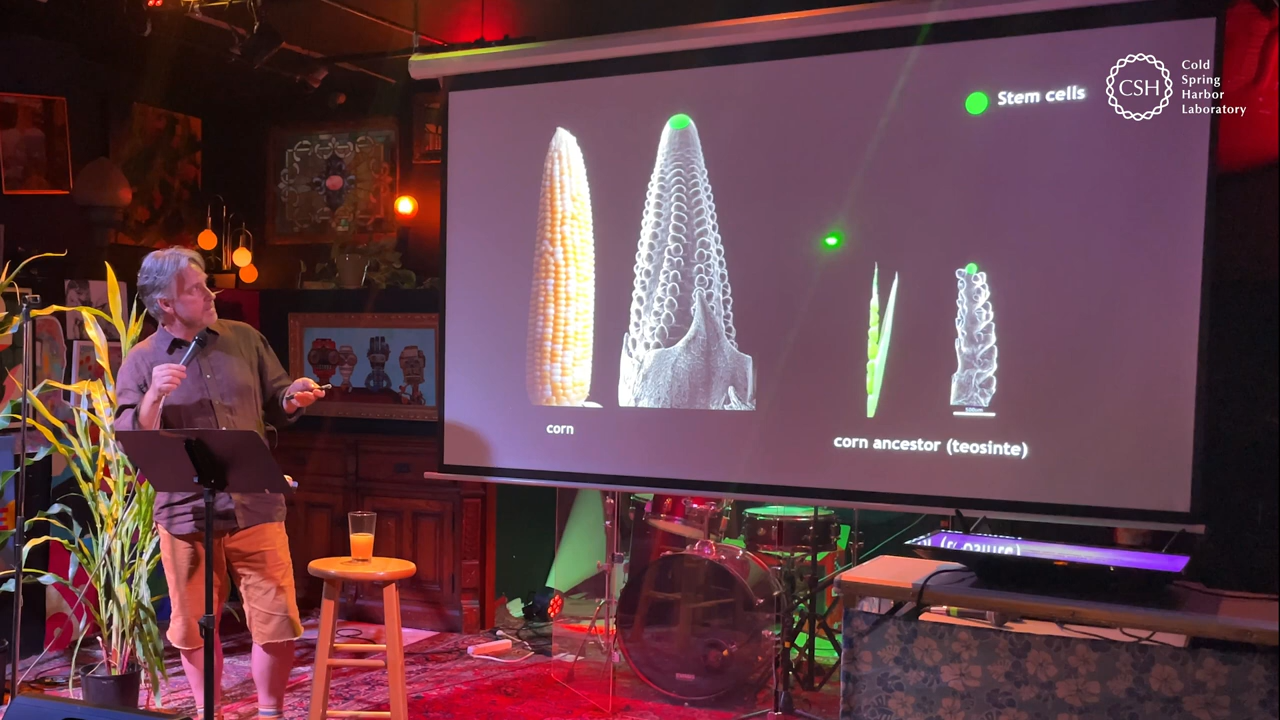 Stem cells
CSH
Cold
Spring
Harbor
Laboratory
corn
corn ancestor (teosinte)